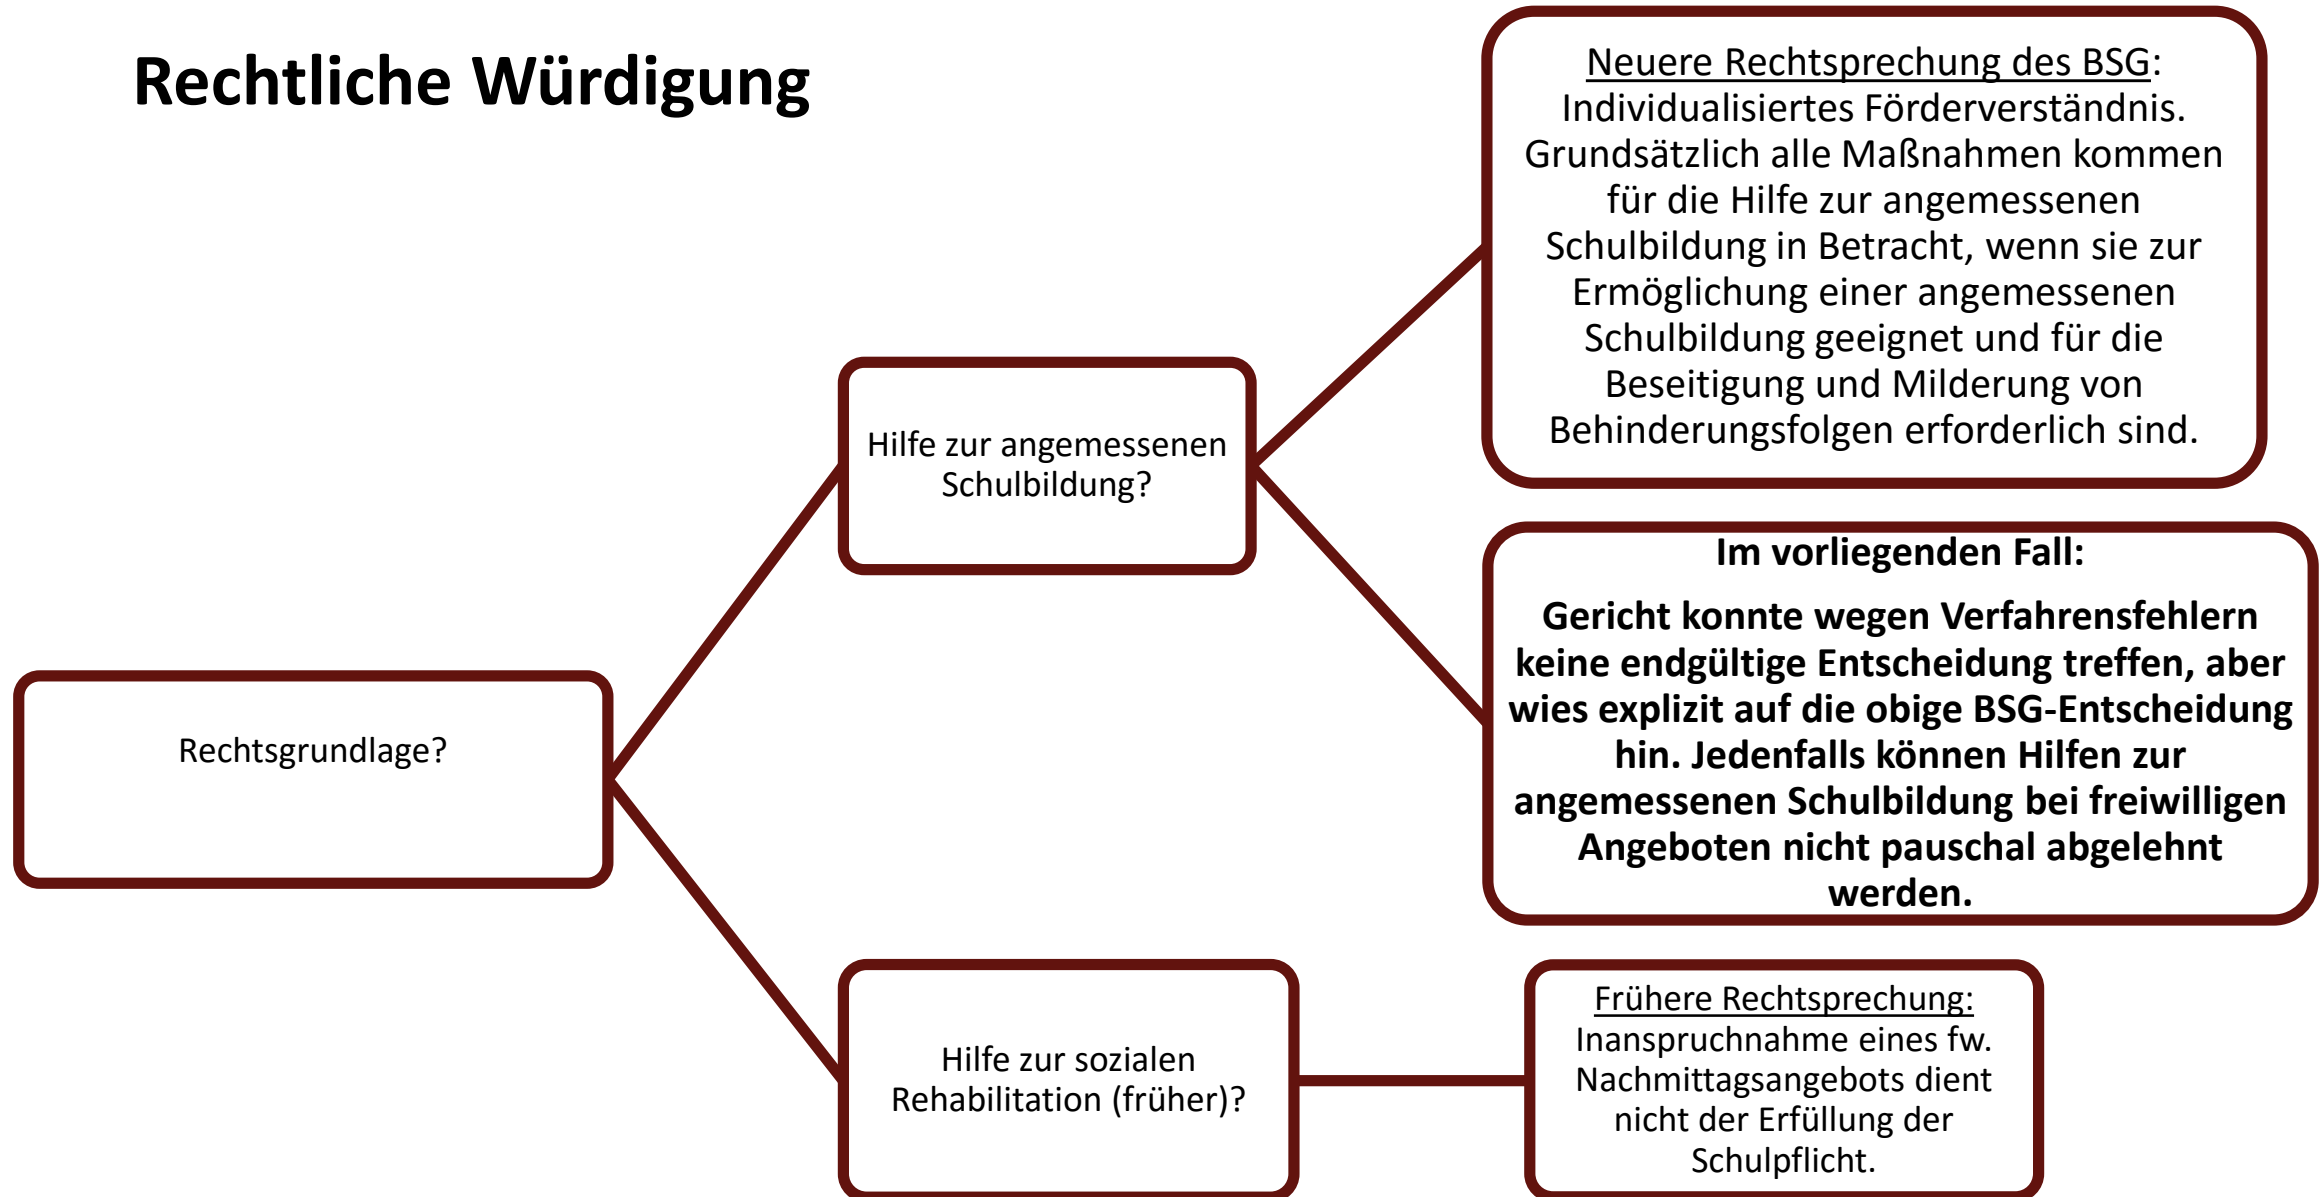 Rechtliche Würdigung
Neuere Rechtsprechung des BSG:
Individualisiertes Förderverständnis.
Grundsätzlich alle Maßnahmen kommen
für die Hilfe zur angemessenen
Schulbildung in Betracht, wenn sie zur
Ermöglichung einer angemessenen
Schulbildung geeignet und für die
Beseitigung und Milderung von
Behinderungsfolgen erforderlich sind.
Hilfe zur angemessenen
Schulbildung?
Im vorliegenden Fall:
Gericht konnte wegen Verfahrensfehlern
keine endgültige Entscheidung treffen, aber
wies explizit auf die obige BSG-Entscheidung
hin. Jedenfalls können Hilfen zur
angemessenen Schulbildung bei freiwilligen
Angeboten nicht pauschal abgelehnt
werden.
Rechtsgrundlage?
Hilfe zur sozialen
Rehabilitation (früher)?
Frühere Rechtsprechung:
Inanspruchnahme eines fw.
Nachmittagsangebots dient
nicht der Erfüllung der
Schulpflicht.